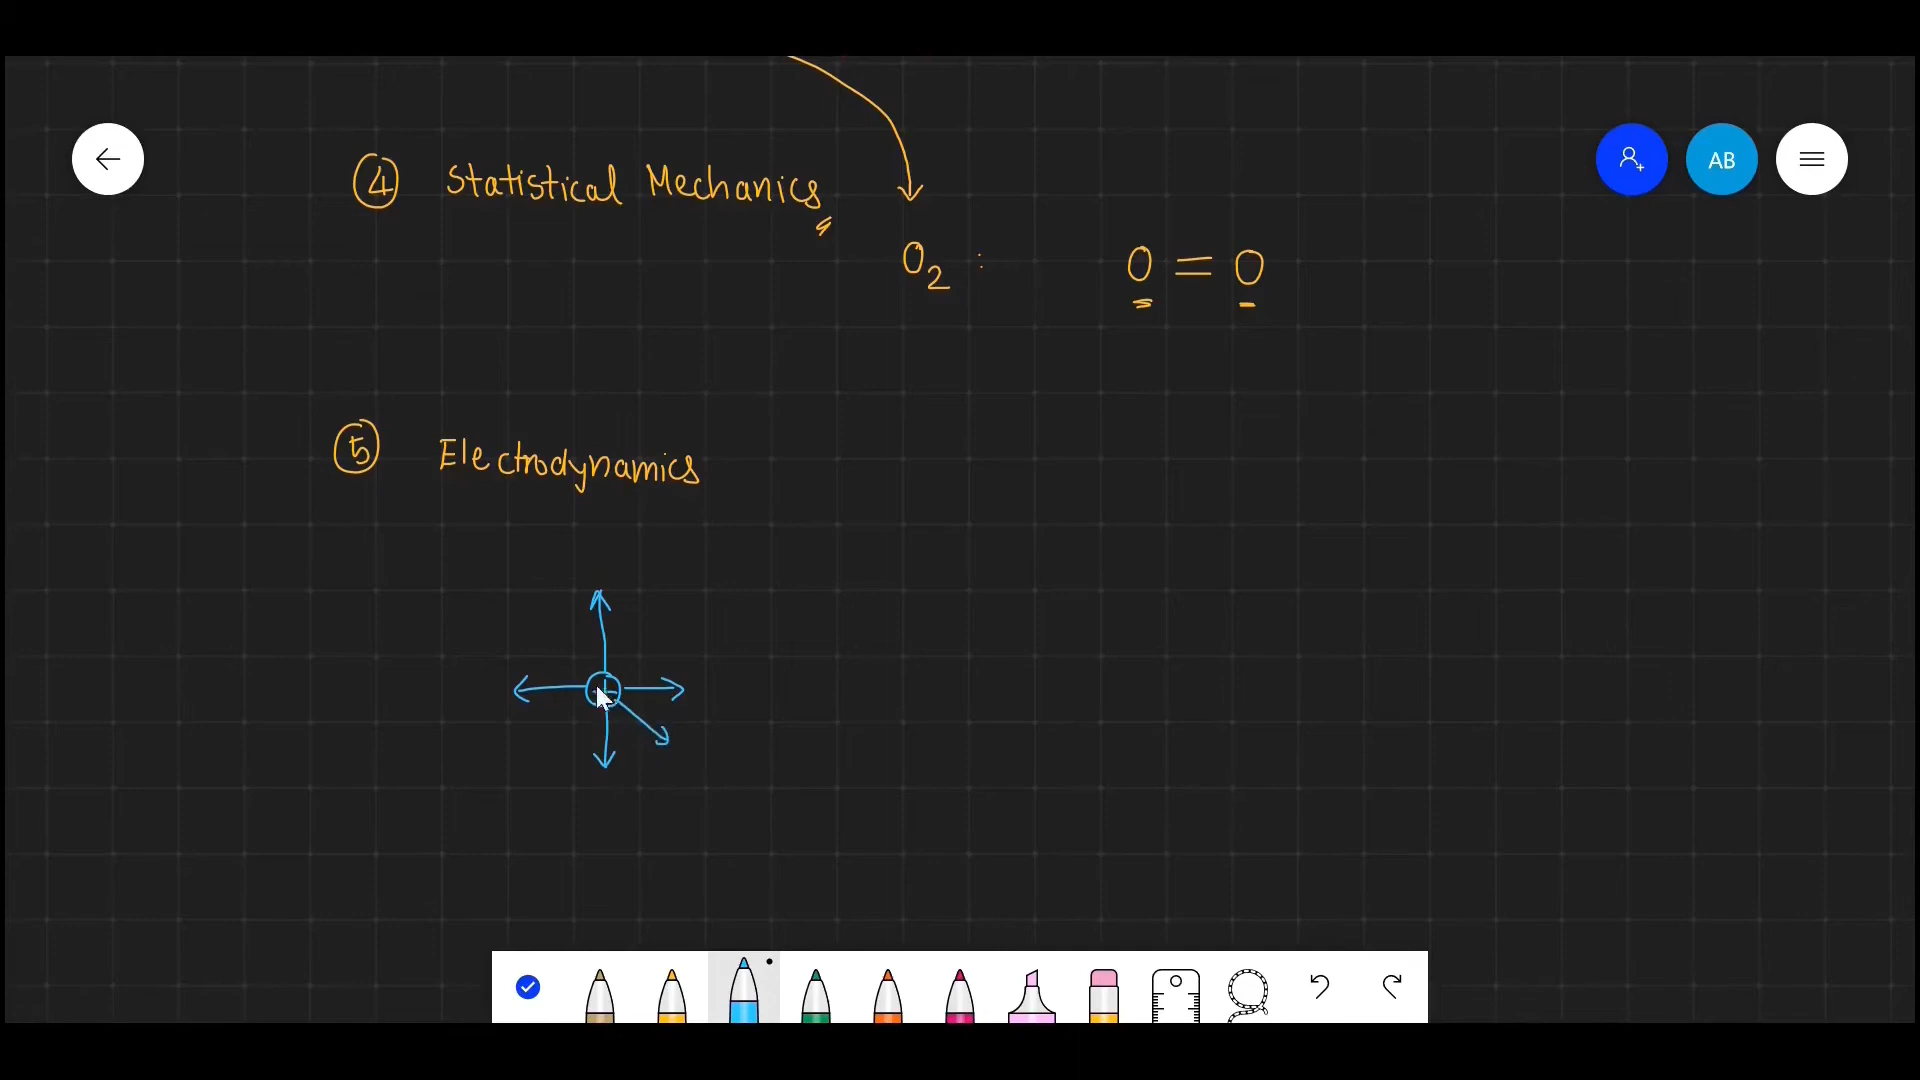 ④ Statistical Mechanics
AB
O₂ : O = O
⑤ Electrodynamics
+